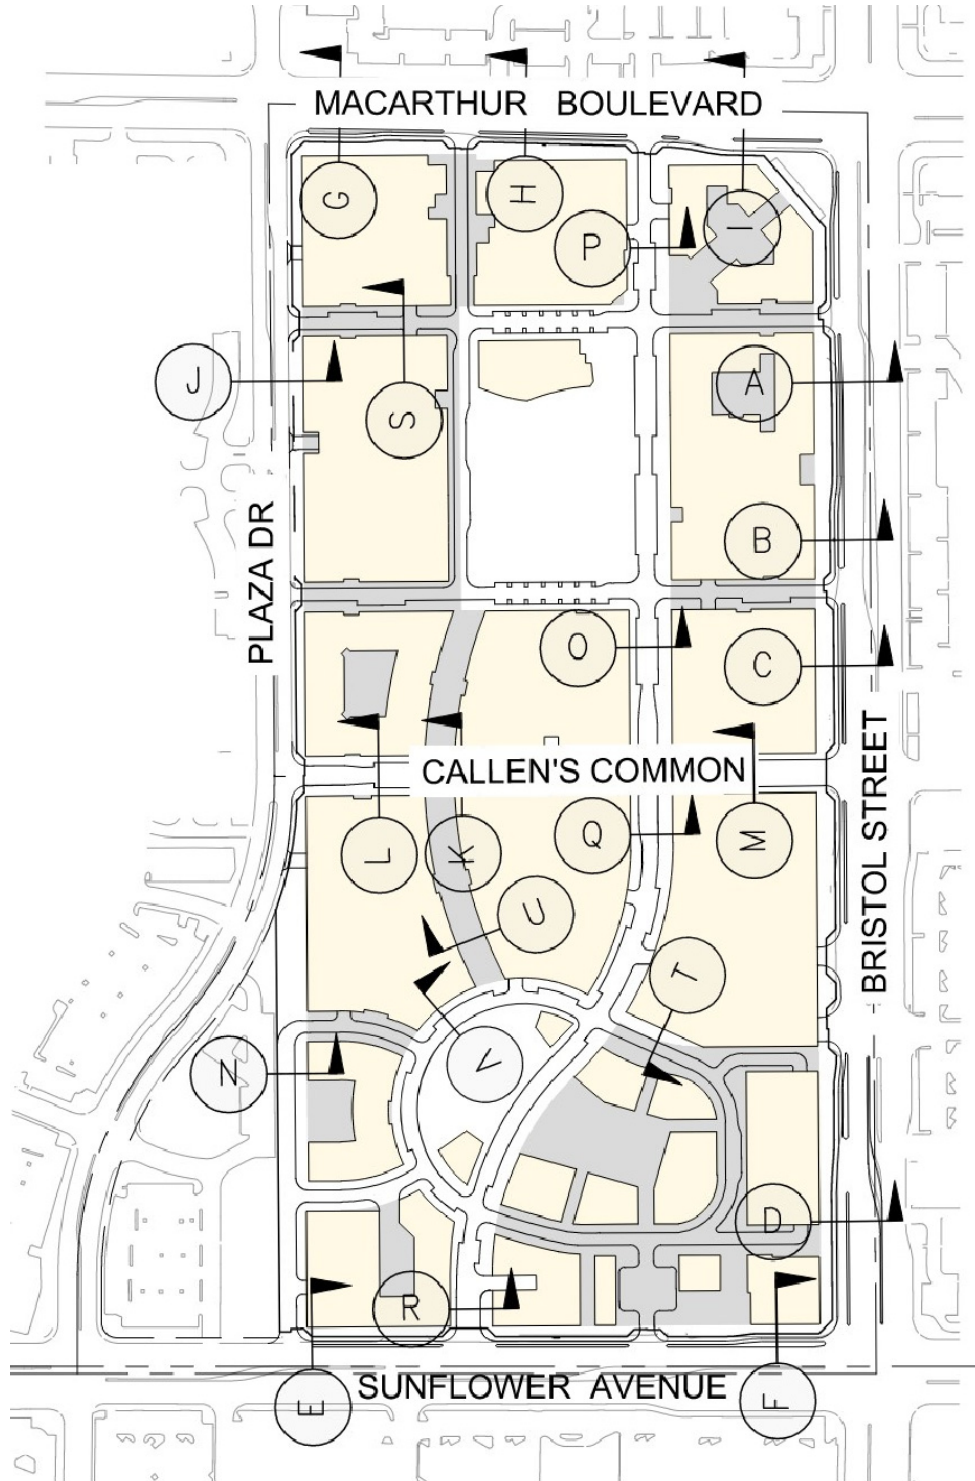 MACARTHUR BOULEVARD
G
H
I
P
J
A
S
B
PLAZA DR
O
C
CALLEN'S COMMON
BRISTOL STREET
L
K
Q
M
U
T
N
V
D
R
E
SUNFLOWER AVENUE
F